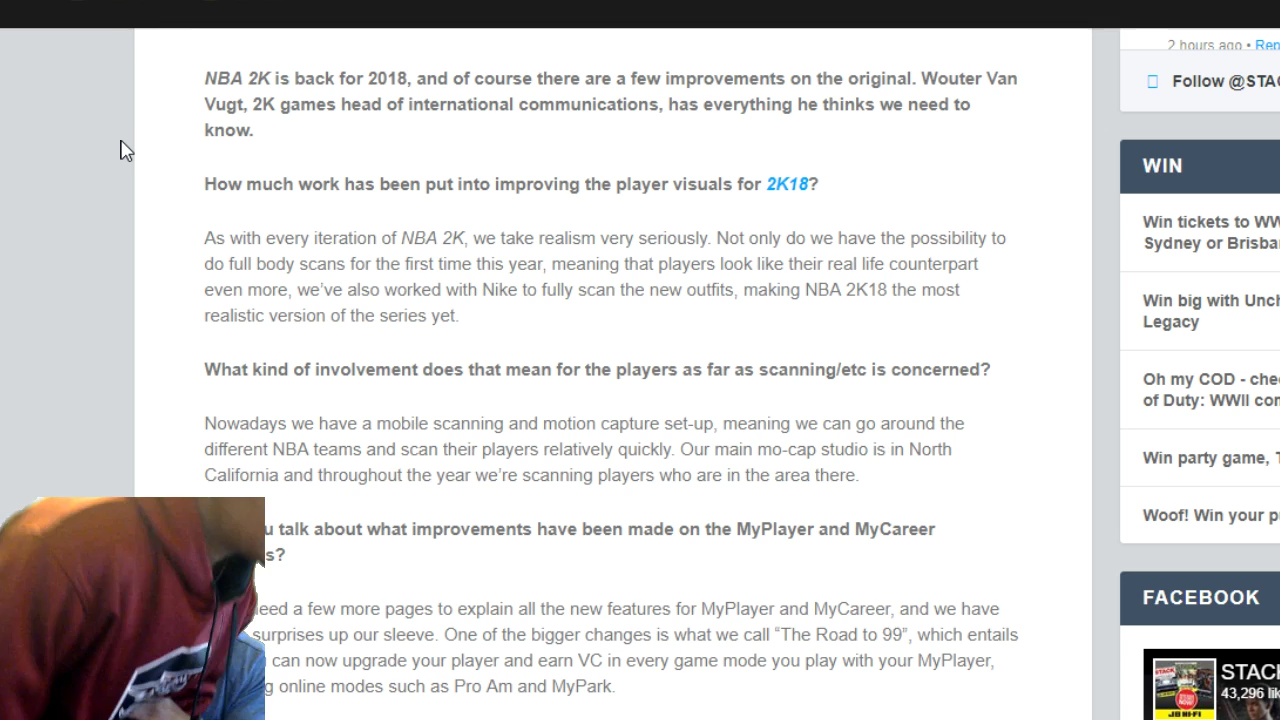 NBA 2K is back for 2018, and of course there are a few improvements on the original. Wouter Van
Vugt, 2K games head of international communications, has everything he thinks we need to
know.
How much work has been put into improving the player visuals for 2K18?
As with every iteration of NBA 2K, we take realism very seriously. Not only do we have the possibility to
do full body scans for the first time this year, meaning that players look like their real life counterpart
even more, we’ve also worked with Nike to fully scan the new outfits, making NBA 2K18 the most
realistic version of the series yet.
What kind of involvement does that mean for the players as far as scanning/etc is concerned?
Nowadays we have a mobile scanning and motion capture set-up, meaning we can go around the
different NBA teams and scan their players relatively quickly. Our main mo-cap studio is in North
California and throughout the year we’re scanning players who are in the area there.
u talk about what improvements have been made on the MyPlayer and MyCareer
s?
eed a few more pages to explain all the new features for MyPlayer and MyCareer, and we have
surprises up our sleeve. One of the bigger changes is what we call “The Road to 99”, which entails
can now upgrade your player and earn VC in every game mode you play with your MyPlayer,
g online modes such as Pro Am and MyPark.
2 hours ago • Rep
Follow @STAC
WIN
Win tickets to WW
Sydney or Brisba
Win big with Unch
Legacy
Oh my COD - che
of Duty: WWII con
Win party game, T
Woof! Win your p
FACEBOOK
STACK
43,296 lik
STACK
JB HI-FI